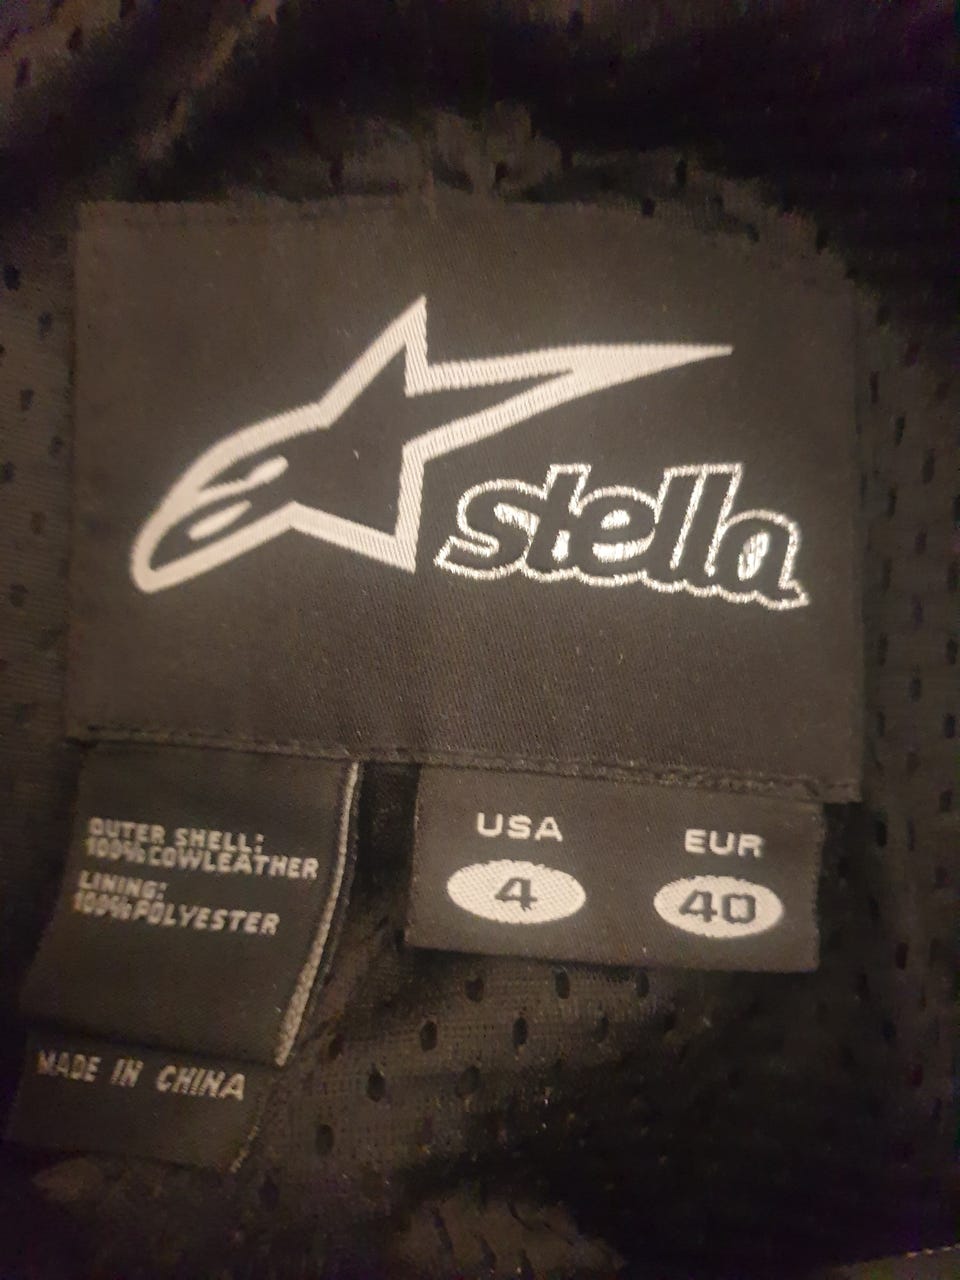 stella
OUTER SHELL:
100% COWLEATHER
LINING:
100% POLYESTER
MADE IN CHINA
USA
4
EUR
40